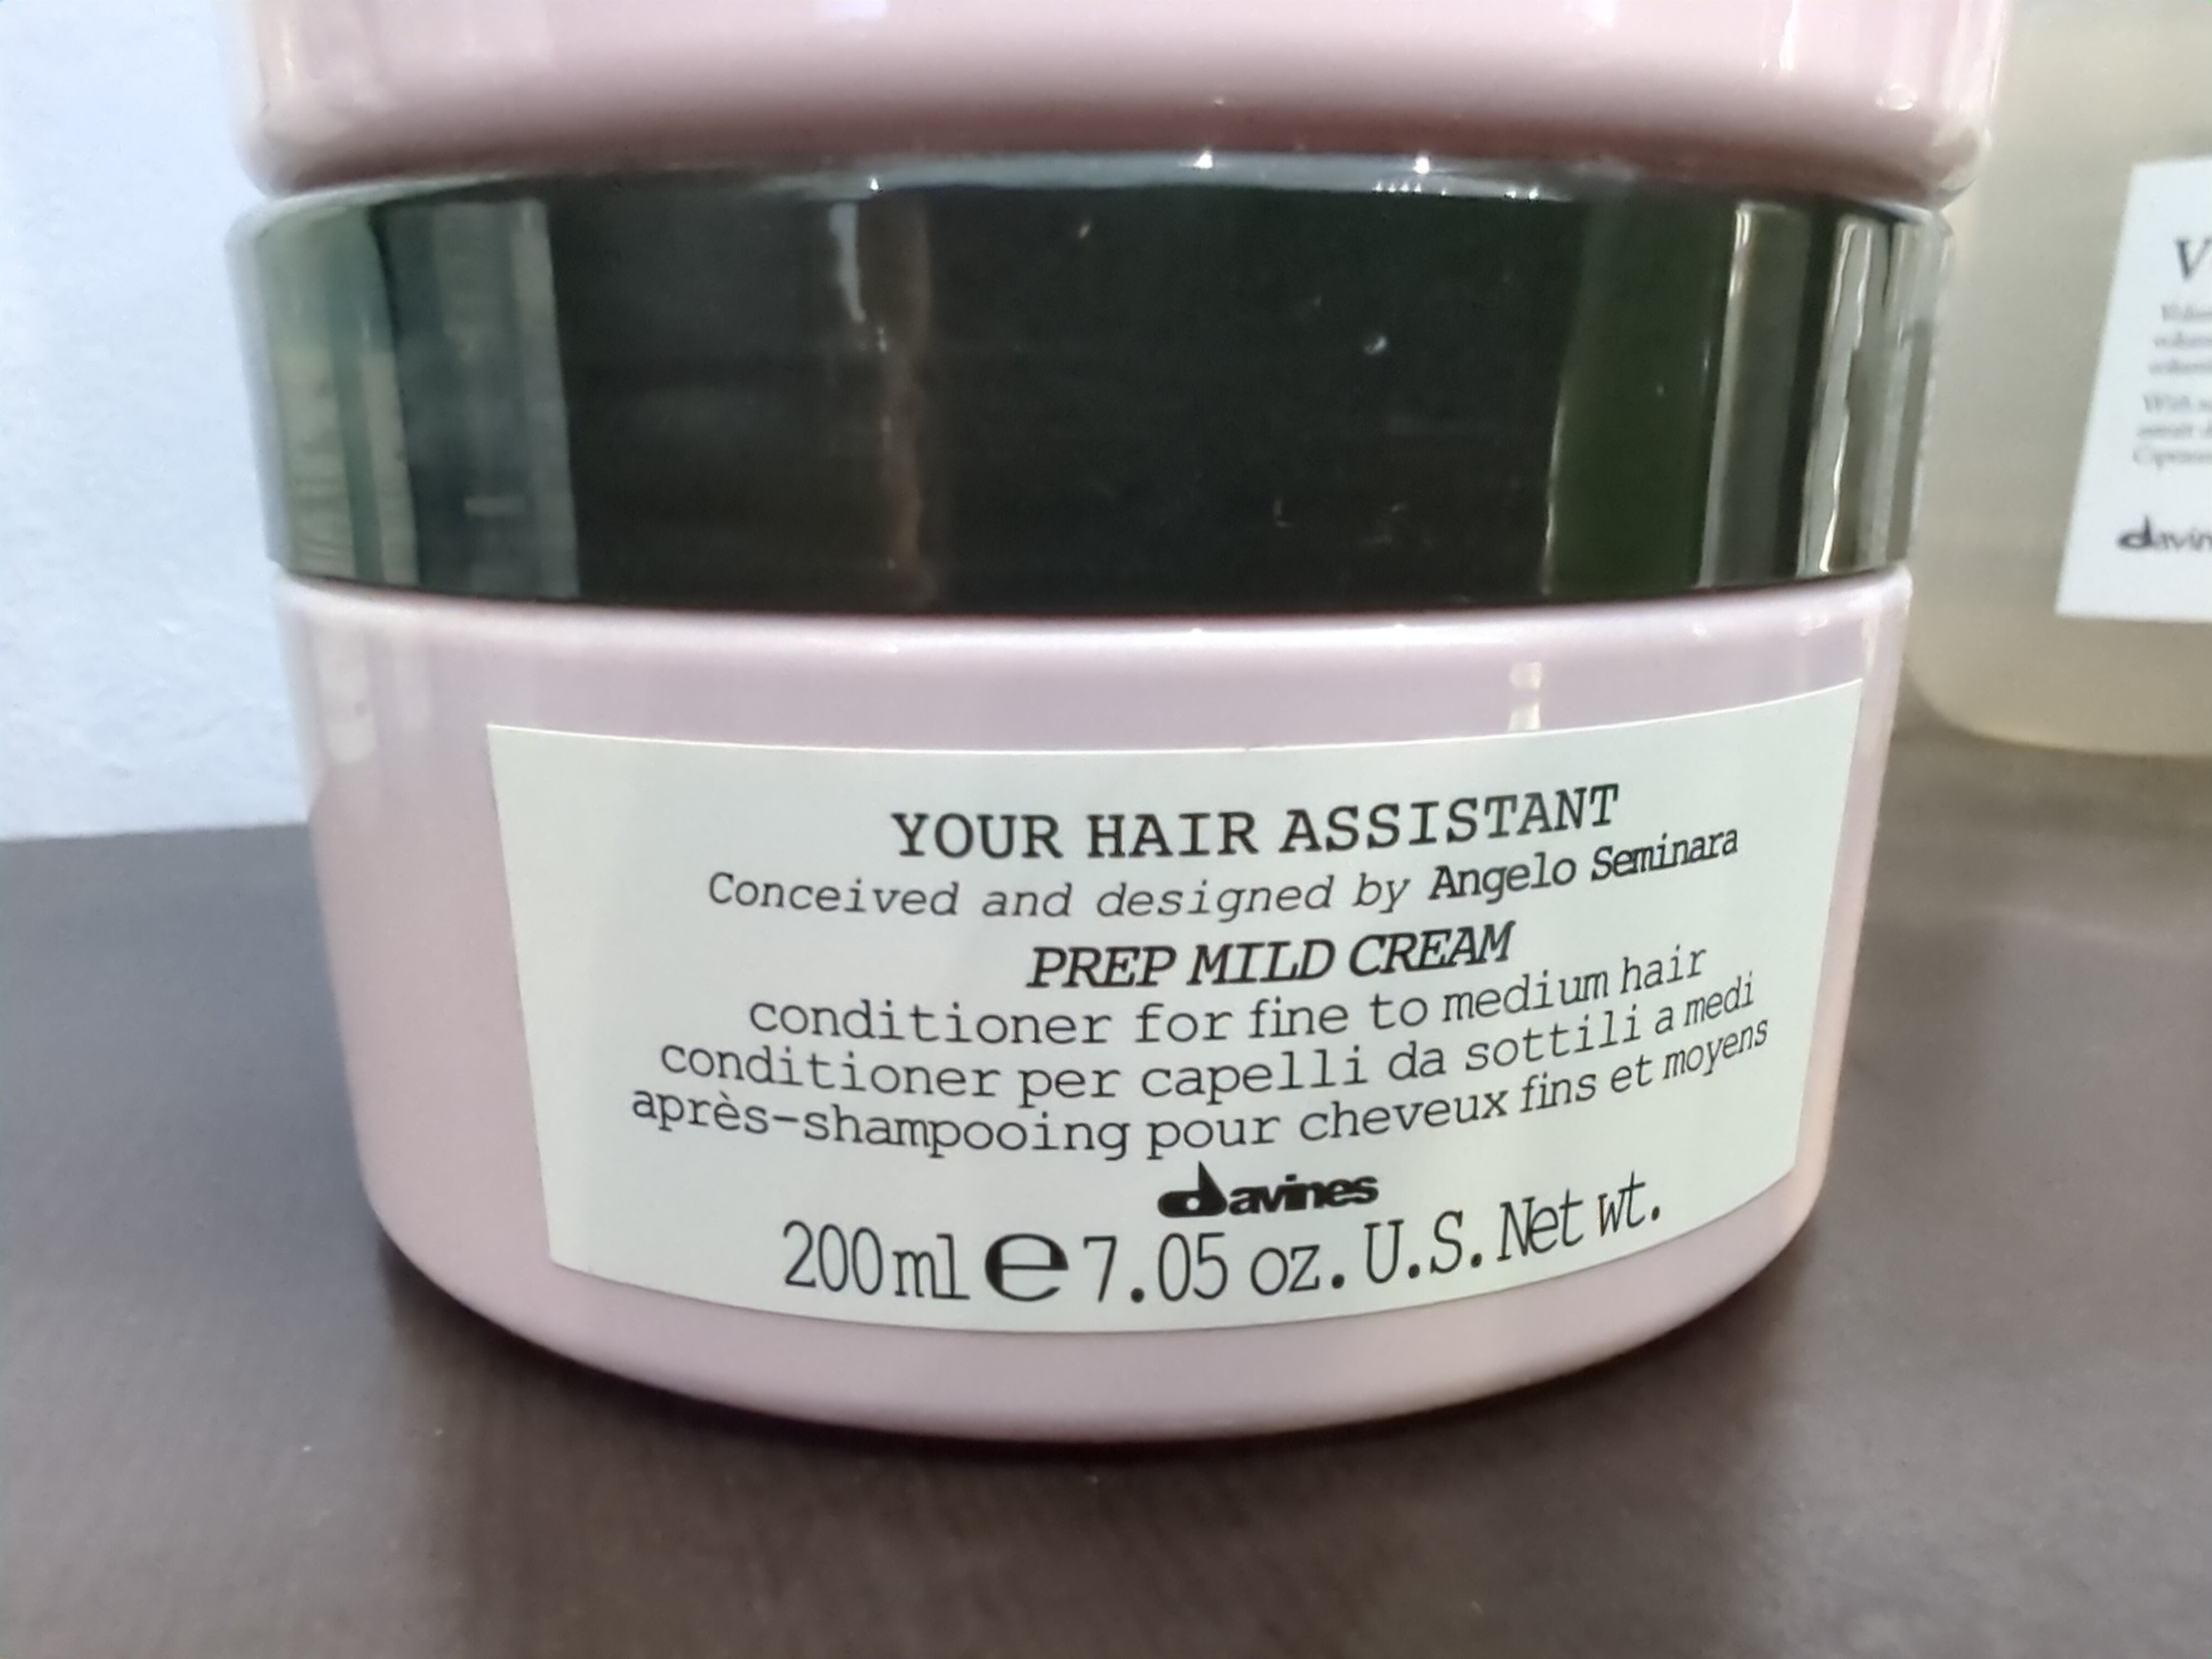 YOUR HAIR ASSISTANT
Conceived and designed by Angelo Seminara
PREP MILD CREAM
conditioner for fine to medium hair
conditioner per capelli da sottili a medi
après-shampooing pour cheveux fins et moyens
davines
200ml e 7.05 oz. U.S. Net wt.
V
davin